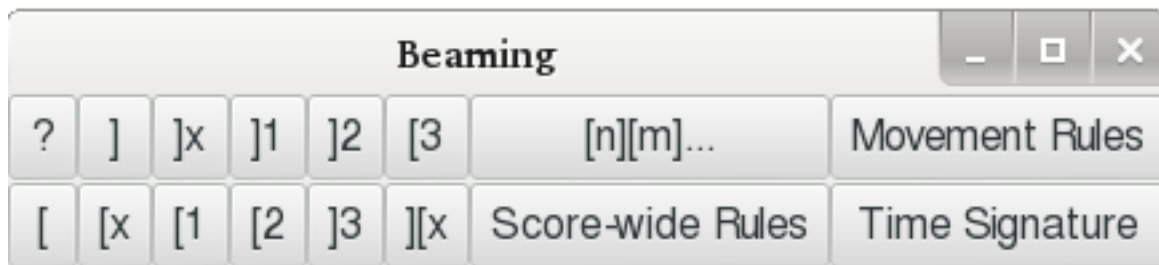 Beaming
? ] ]x ]1 ]2 [3 [n][m]... Movement Rules
[ [x [1 [2 ]3 ][x Score-wide Rules Time Signature